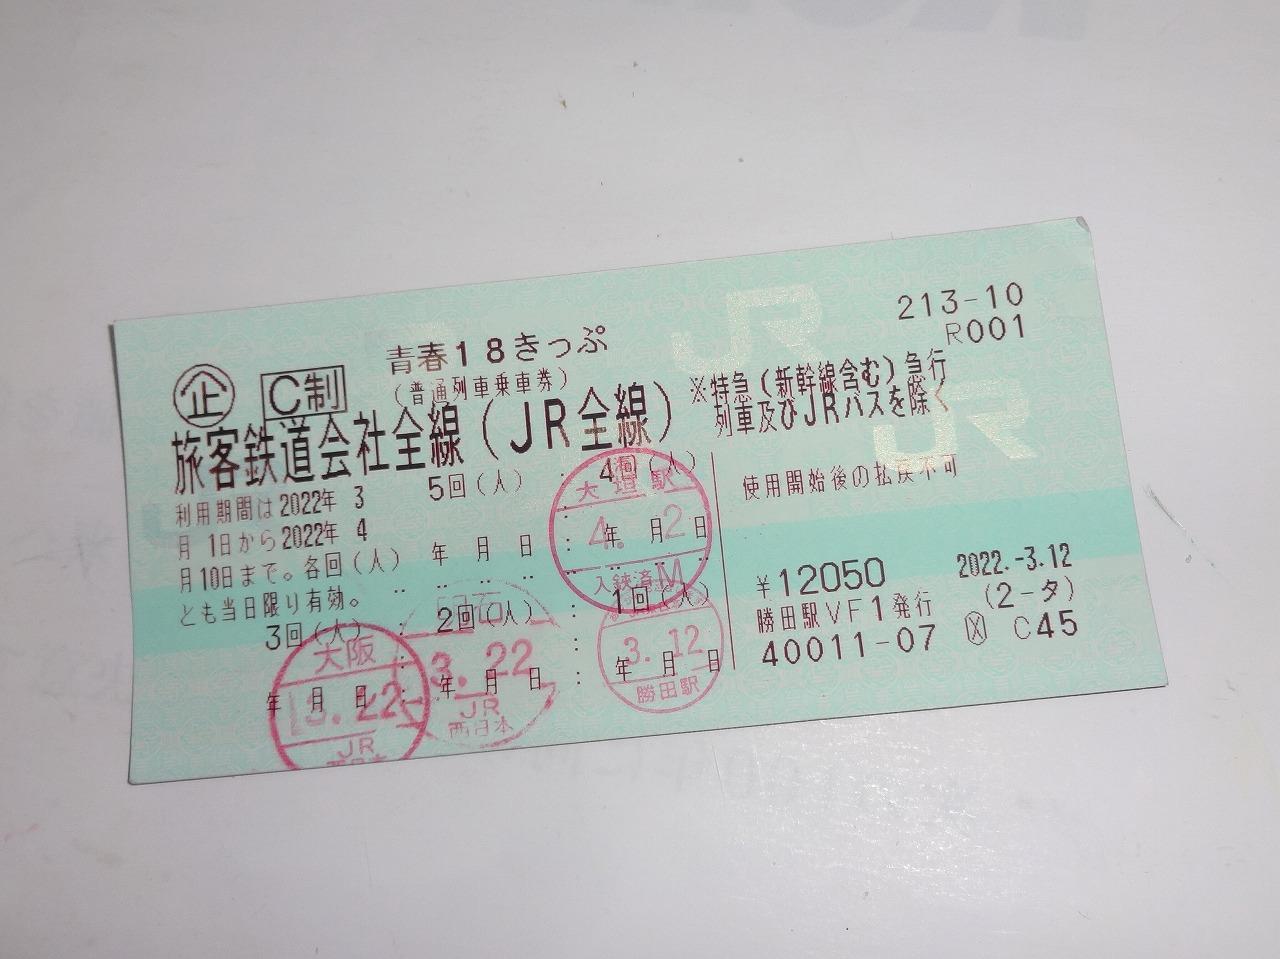 213-10
R001
企 C制 青春18きっぷ
(普通列車乗車券)
旅客鉄道会社全線(JR全線) ※特急(新幹線含む)急行
列車及びJRバスを除く
利用期間は2022年 3
月 1日から2022年 4
月10日まで。各回(人)
とも当日限り有効。
5回(人) 4回(人)
年 月 日 : 年 月 日
3回(人) : 2回(人) : 1回(人)
年 月 日 : 年 月 日 : 年 月 日
使用開始後の払戻不可
¥12050 2022.-3.12
勝田駅VF1発行 (2-タ)
40011-07 X C45
大垣駅
4. 2
入鋏済
M
3.12
勝田駅
3.22
JR
西日本
大阪
3.22
JR
JR
JR